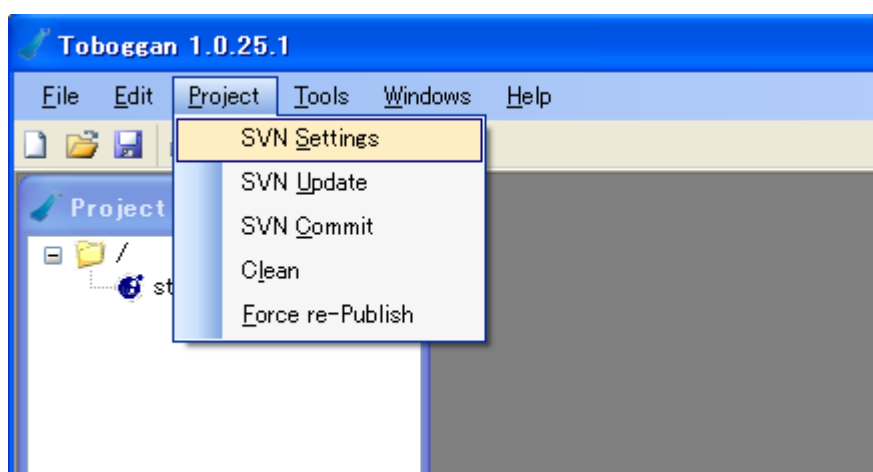 Toboggan 1.0.25.1
File Edit Project Tools Windows Help
SVN Settings
SVN Update
Project
SVN Commit
/
Clean
st
Force re-Publish